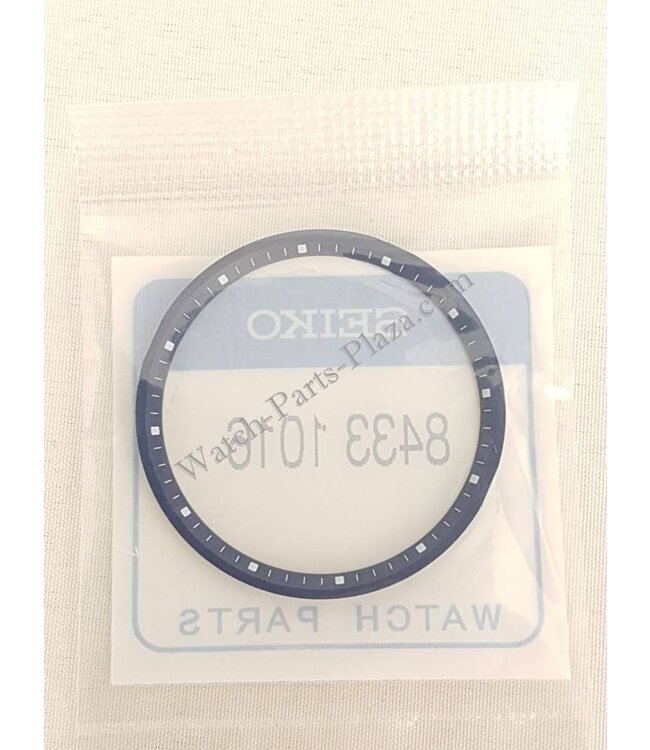 SEIKO
8433 1016
Watch-Parts-Plaza.com
WATCH PARTS